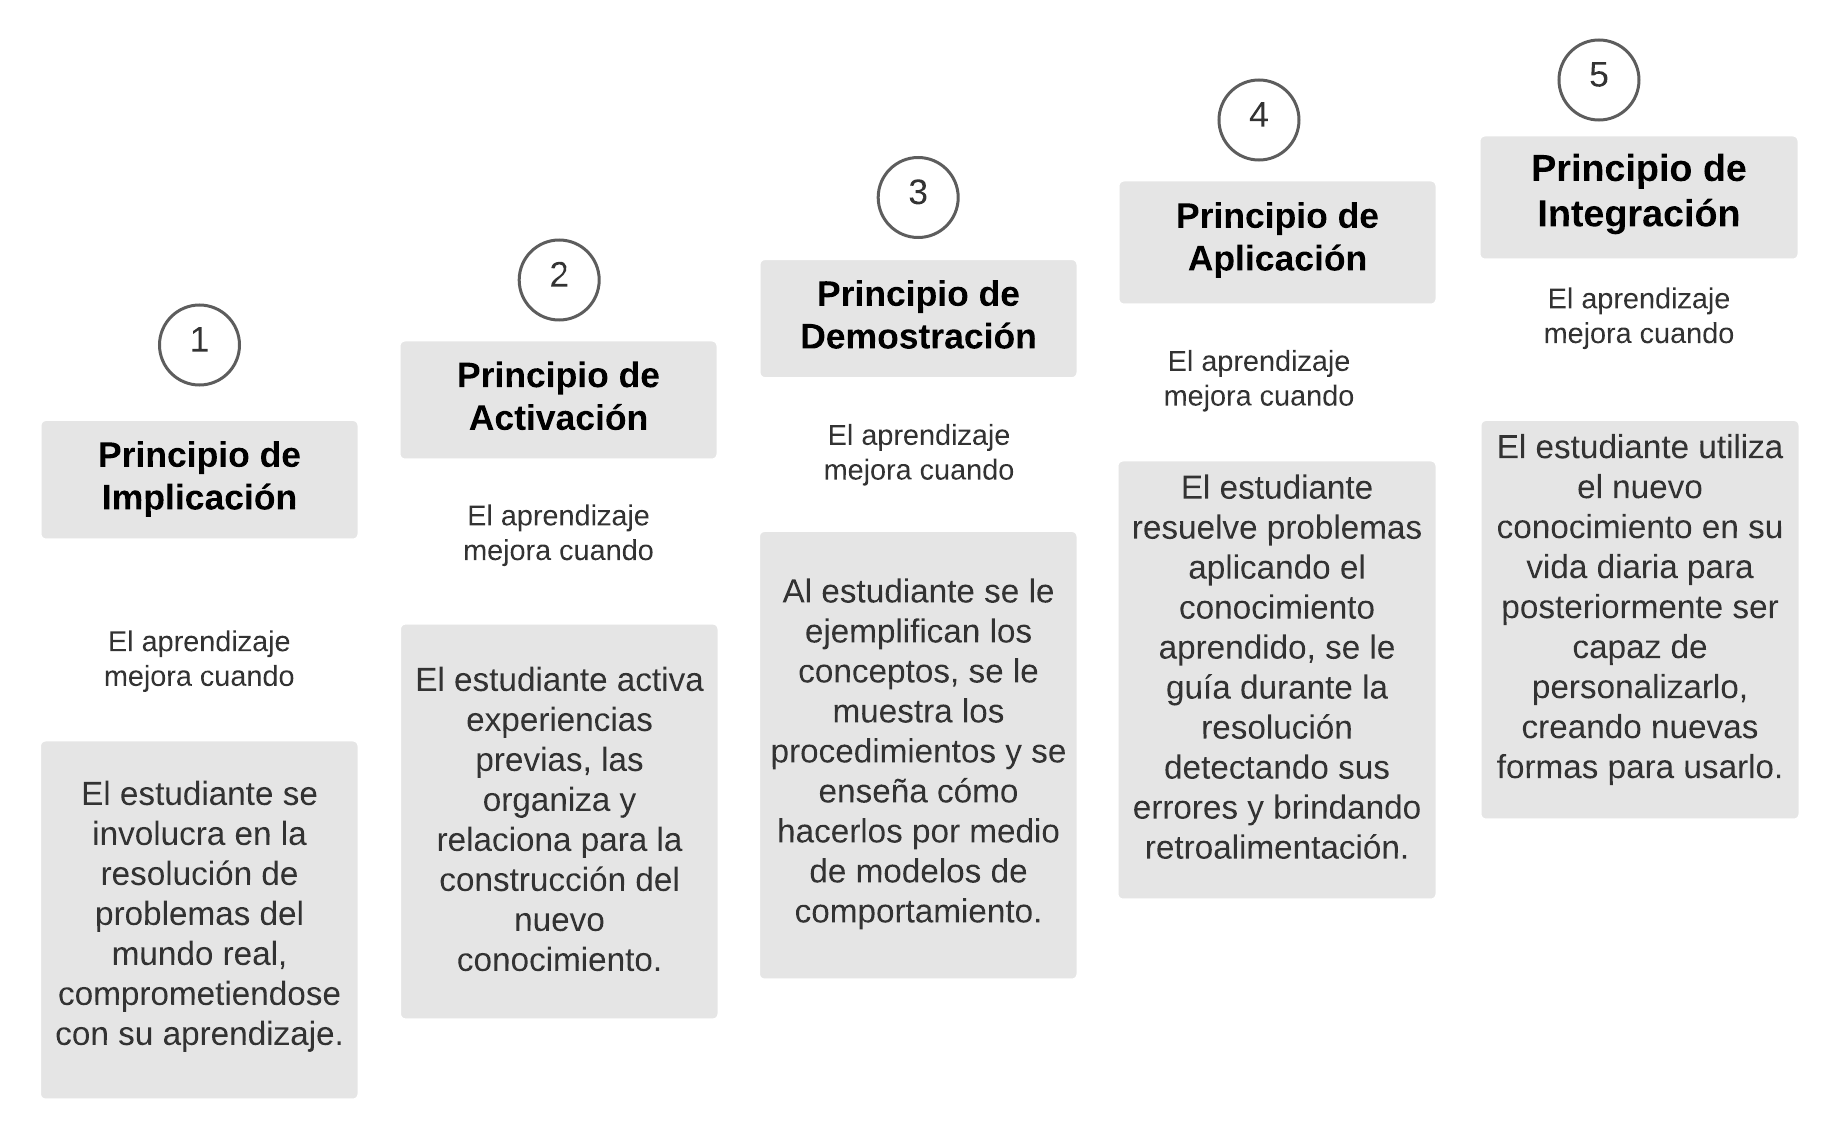 1
Principio de
Implicación
El aprendizaje
mejora cuando
El estudiante se
involucra en la
resolución de
problemas del
mundo real,
comprometiendose
con su aprendizaje.
2
Principio de
Activación
El aprendizaje
mejora cuando
El estudiante activa
experiencias
previas, las
organiza y
relaciona para la
construcción del
nuevo
conocimiento.
3
Principio de
Demostración
El aprendizaje
mejora cuando
Al estudiante se le
ejemplifican los
conceptos, se le
muestra los
procedimientos y se
enseña cómo
hacerlos por medio
de modelos de
comportamiento.
4
Principio de
Aplicación
El aprendizaje
mejora cuando
El estudiante
resuelve problemas
aplicando el
conocimiento
aprendido, se le
guía durante la
resolución
detectando sus
errores y brindando
retroalimentación.
5
Principio de
Integración
El aprendizaje
mejora cuando
El estudiante utiliza
el nuevo
conocimiento en su
vida diaria para
posteriormente ser
capaz de
personalizarlo,
creando nuevas
formas para usarlo.